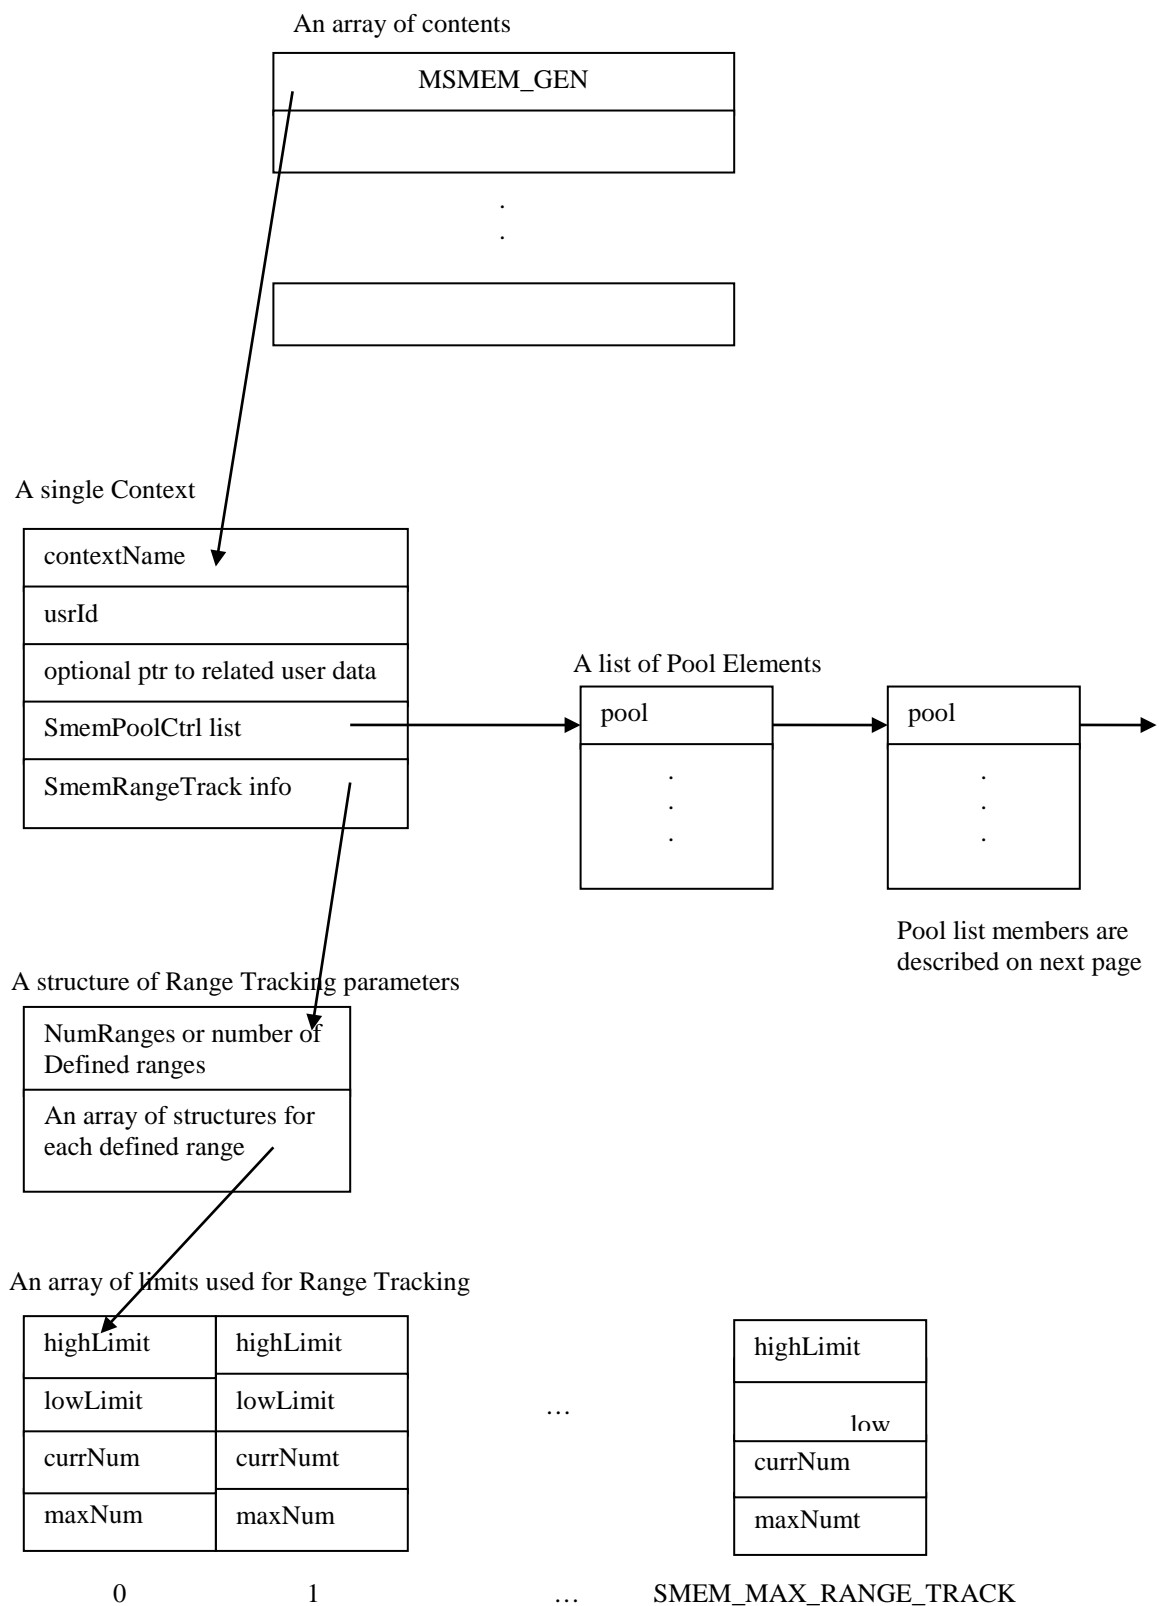 An array of contents
MSMEM_GEN
.
.
A single Context
contextName
usrId
optional ptr to related user data
SmemPoolCtrl list
SmemRangeTrack info
A list of Pool Elements
pool
.
.
.
pool
.
.
.
Pool list members are
described on next page
A structure of Range Tracking parameters
NumRanges or number of
Defined ranges
An array of structures for
each defined range
An array of limits used for Range Tracking
highLimit highLimit highLimit
lowLimit lowLimit … low
currNum currNumt currNum
maxNum maxNum maxNumt
0 1 … SMEM_MAX_RANGE_TRACK